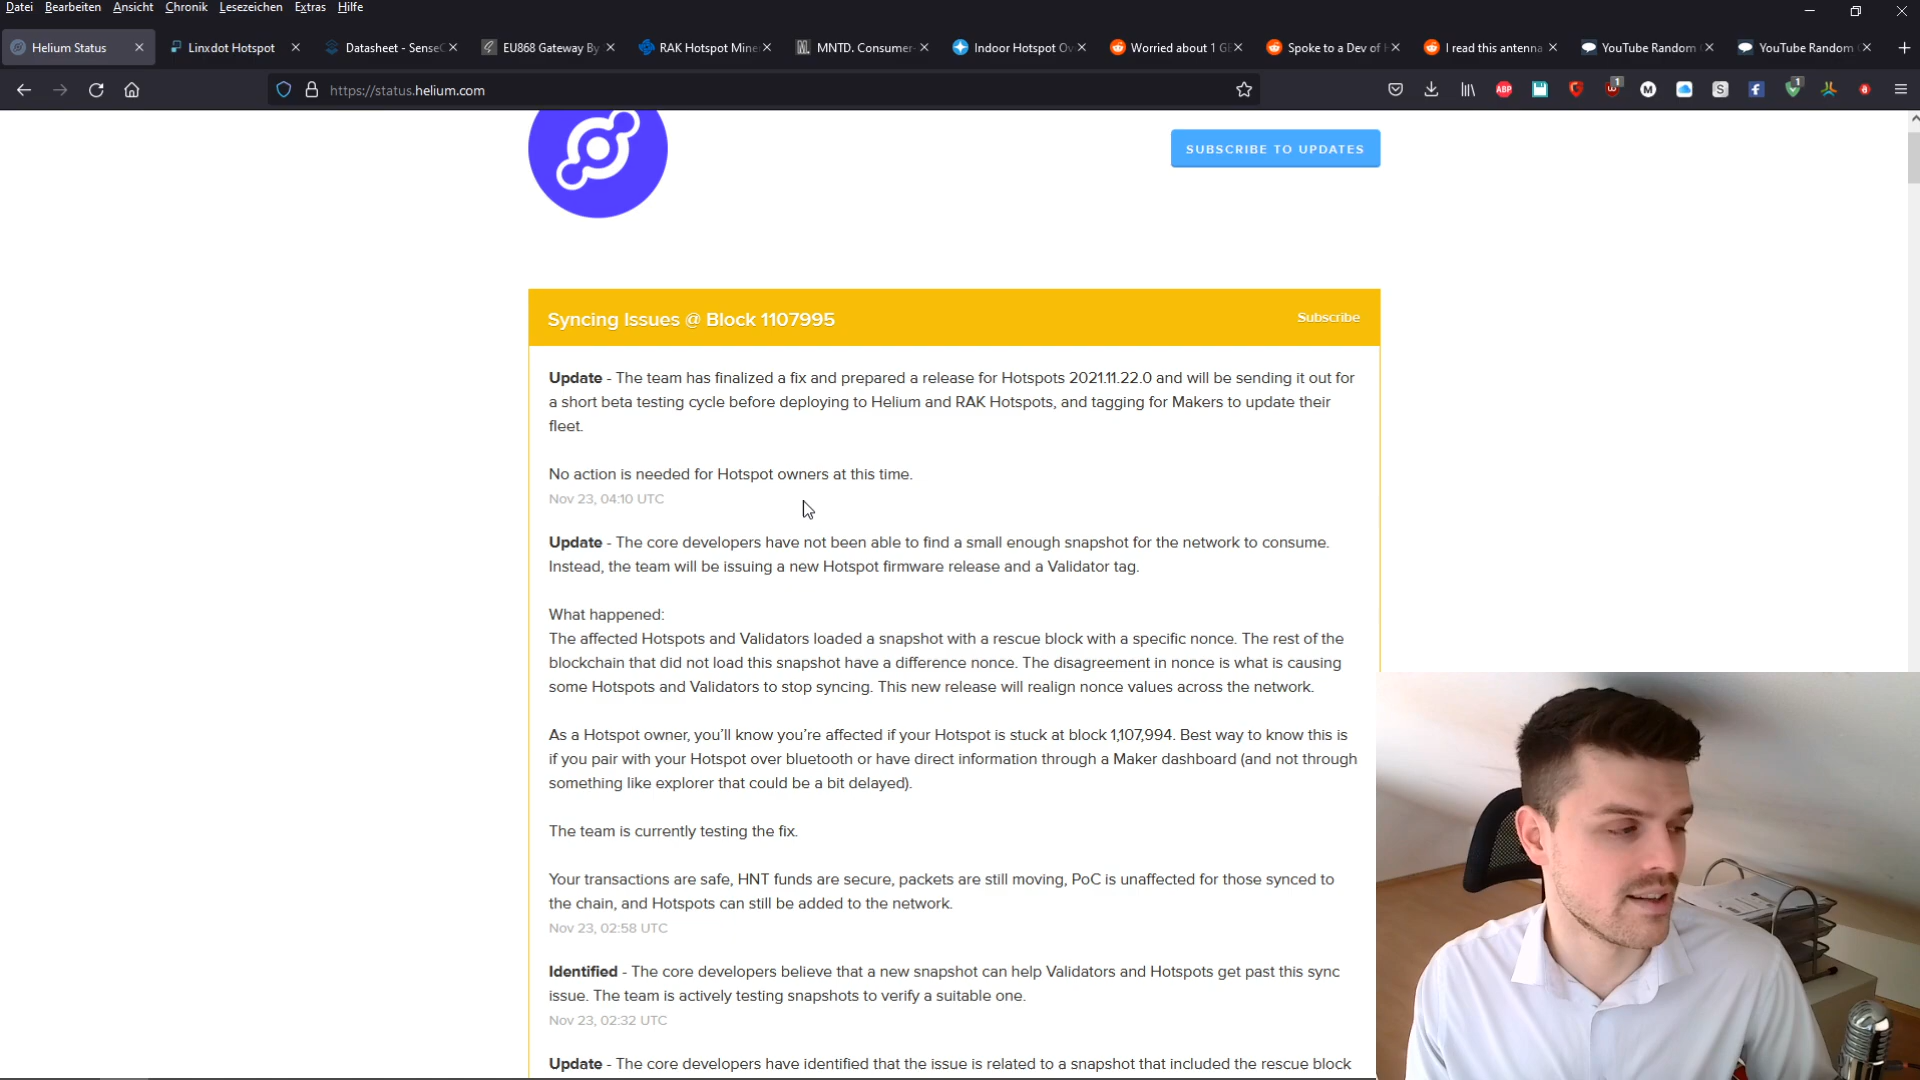 Datei Bearbeiten Ansicht Chronik Lesezeichen Extras Hilfe
Helium Status
Linxdot Hotspot
Datasheet - Sense
EU868 Gateway By
RAK Hotspot Mine
MNTD. Consumer
Indoor Hotspot Ov
Worried about 1 G
Spoke to a Dev of
I read this antenna
YouTube Random
YouTube Random
https://status.helium.com
ABP
1
M
S
f
1
SUBSCRIBE TO UPDATES
Syncing Issues @ Block 1107995
Subscribe
Update - The team has finalized a fix and prepared a release for Hotspots 2021.11.22.0 and will be sending it out for
a short beta testing cycle before deploying to Helium and RAK Hotspots, and tagging for Makers to update their
fleet.
No action is needed for Hotspot owners at this time.
Nov 23, 04:10 UTC
Update - The core developers have not been able to find a small enough snapshot for the network to consume.
Instead, the team will be issuing a new Hotspot firmware release and a Validator tag.
What happened:
The affected Hotspots and Validators loaded a snapshot with a rescue block with a specific nonce. The rest of the
blockchain that did not load this snapshot have a difference nonce. The disagreement in nonce is what is causing
some Hotspots and Validators to stop syncing. This new release will realign nonce values across the network.
As a Hotspot owner, you'll know you're affected if your Hotspot is stuck at block 1,107,994. Best way to know this is
if you pair with your Hotspot over bluetooth or have direct information through a Maker dashboard (and not through
something like explorer that could be a bit delayed).
The team is currently testing the fix.
Your transactions are safe, HNT funds are secure, packets are still moving, PoC is unaffected for those synced to
the chain, and Hotspots can still be added to the network.
Nov 23, 02:58 UTC
Identified - The core developers believe that a new snapshot can help Validators and Hotspots get past this sync
issue. The team is actively testing snapshots to verify a suitable one.
Nov 23, 02:32 UTC
Update - The core developers have identified that the issue is related to a snapshot that included the rescue block